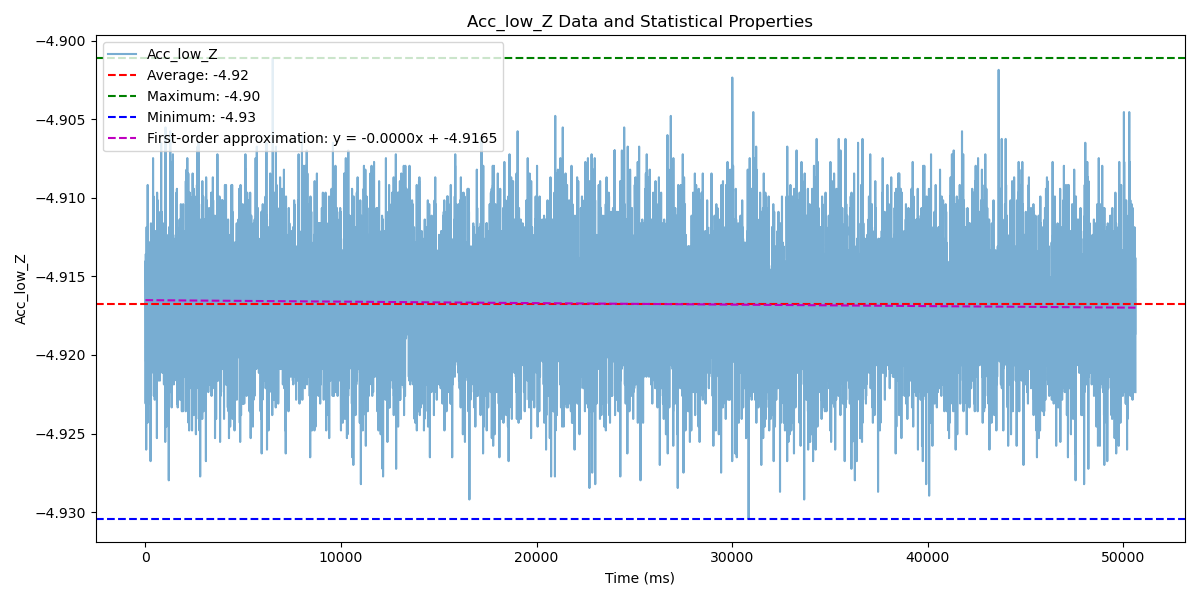 Acc_low_Z Data and Statistical Properties
Acc_low_Z
Average: -4.92
Maximum: -4.90
Minimum: -4.93
First-order approximation: y = -0.0000x + -4.9165
−4.900
−4.905
−4.910
−4.915
−4.920
−4.925
−4.930
Acc_low_Z
0 10000 20000 30000 40000 50000
Time (ms)